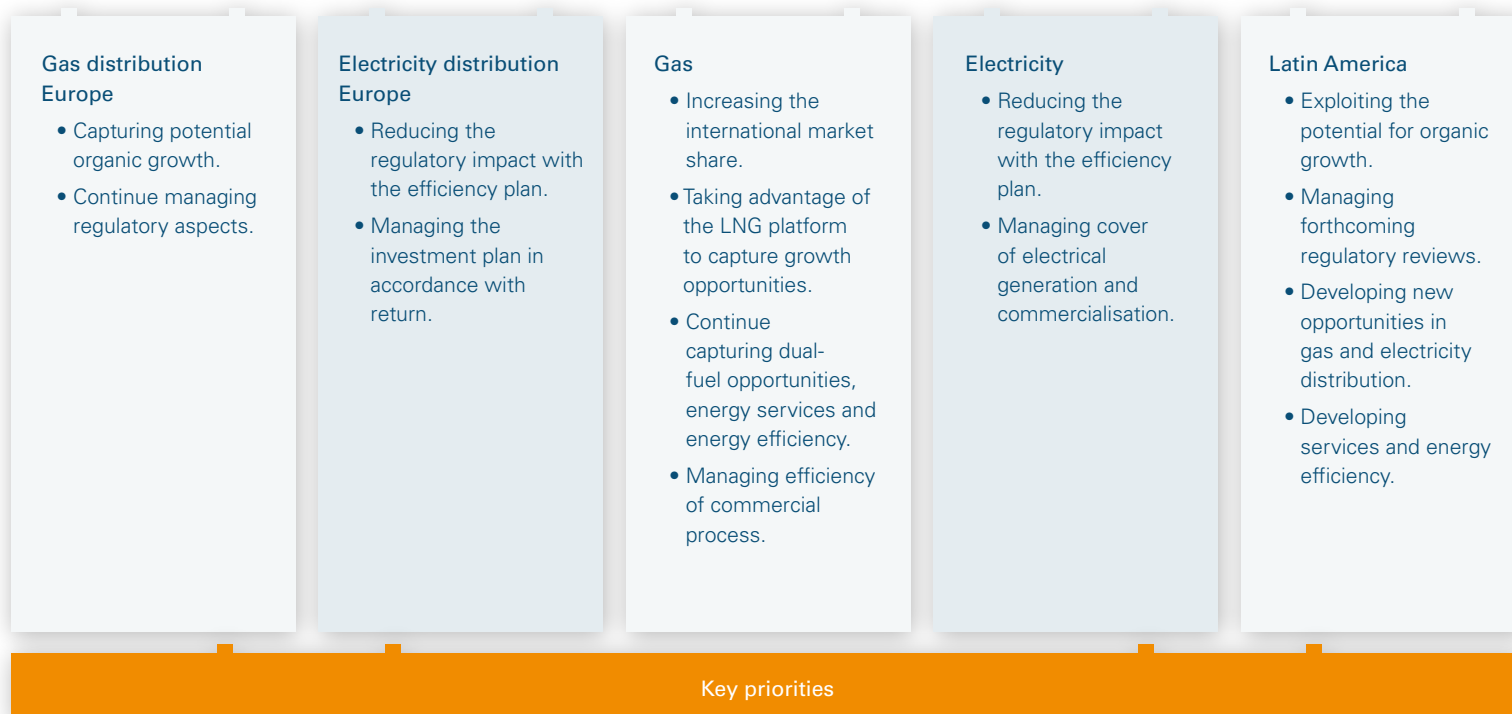 Gas distribution
Europe
• Capturing potential
organic growth.
• Continue managing
regulatory aspects.
Electricity distribution
Europe
• Reducing the
regulatory impact with
the efficiency plan.
• Managing the
investment plan in
accordance with
return.
Gas
• Increasing the
international market
share.
• Taking advantage of
the LNG platform
to capture growth
opportunities.
• Continue
capturing dual-
fuel opportunities,
energy services and
energy efficiency.
• Managing efficiency
of commercial
process.
Electricity
• Reducing the
regulatory impact
with the efficiency
plan.
• Managing cover
of electrical
generation and
commercialisation.
Latin America
• Exploiting the
potential for organic
growth.
• Managing
forthcoming
regulatory reviews.
• Developing new
opportunities in
gas and electricity
distribution.
• Developing
services and energy
efficiency.
Key priorities